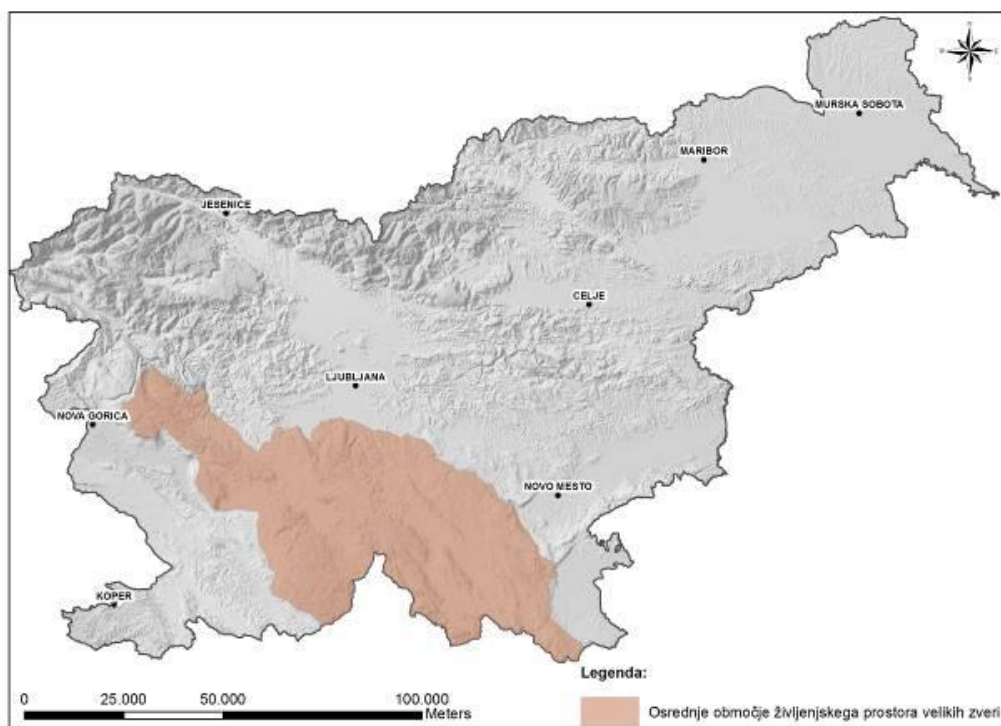 MURSKA SOBOTA
MARIBOR
JESENICE
CELJE
LJUBLJANA
NOVA GORICA
NOVO MESTO
KOPER
Legenda:
0 25.000 50.000 100.000
Meters
Osrednje območje življenjskega prostora velikih zveri